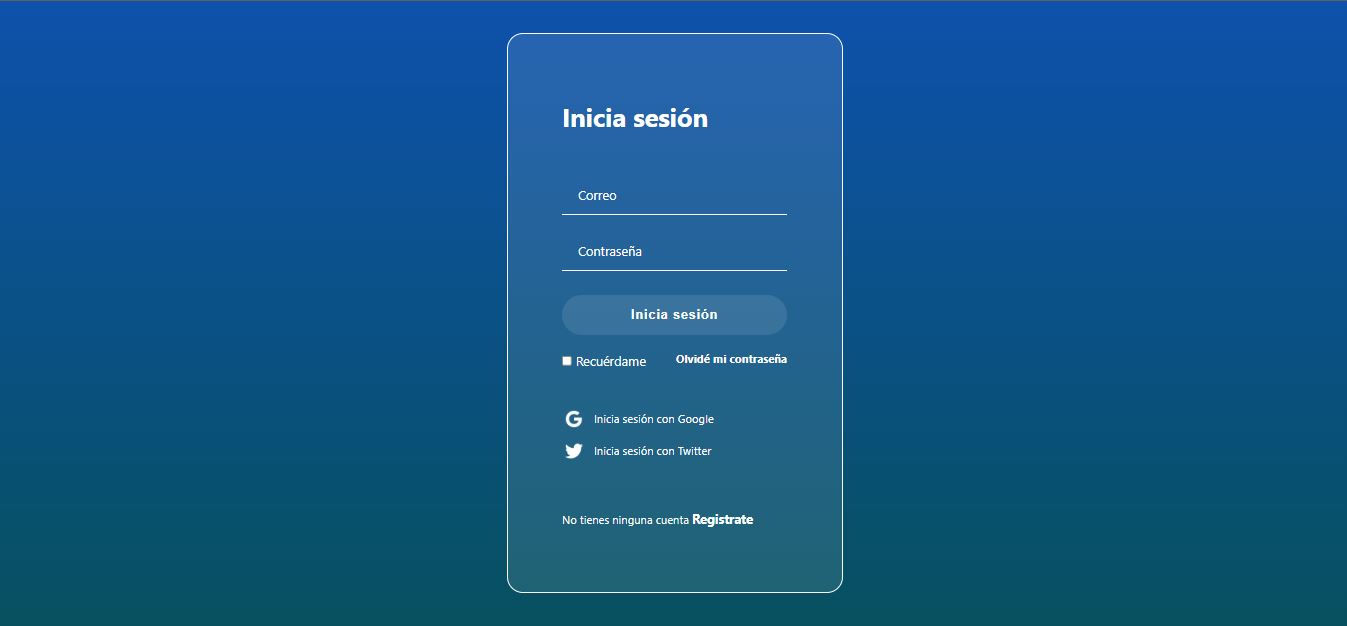 Inicia sesión
Correo
Contraseña
Inicia sesión
Recuérdame Olvidé mi contraseña
Inicia sesión con Google
Inicia sesión con Twitter
No tienes ninguna cuenta Registrate